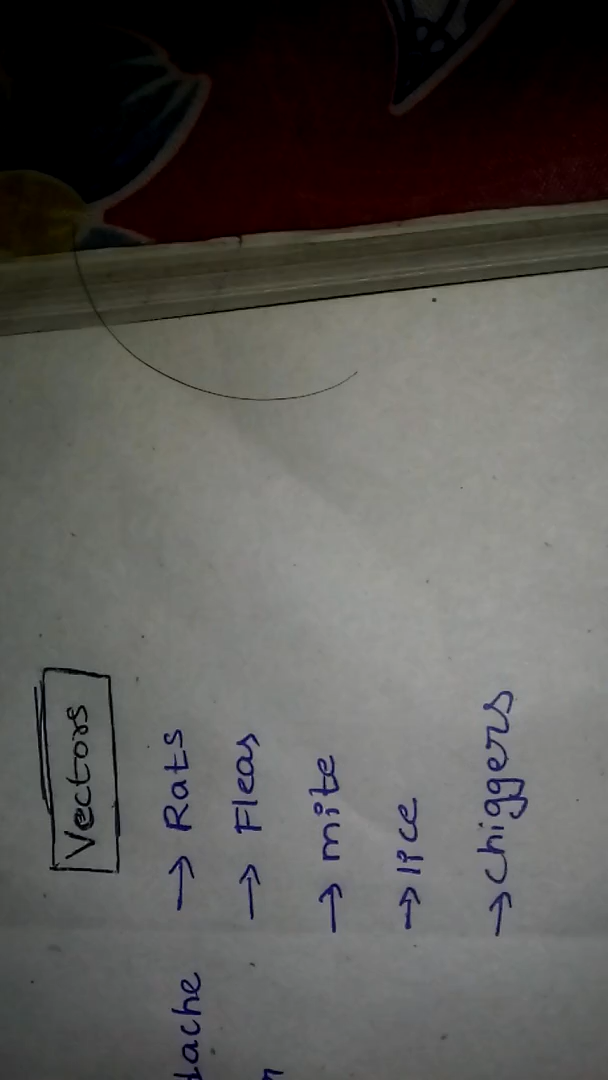 Vectors
→ Rats
→ Fleas
→ mite
→ lice
→ chiggers